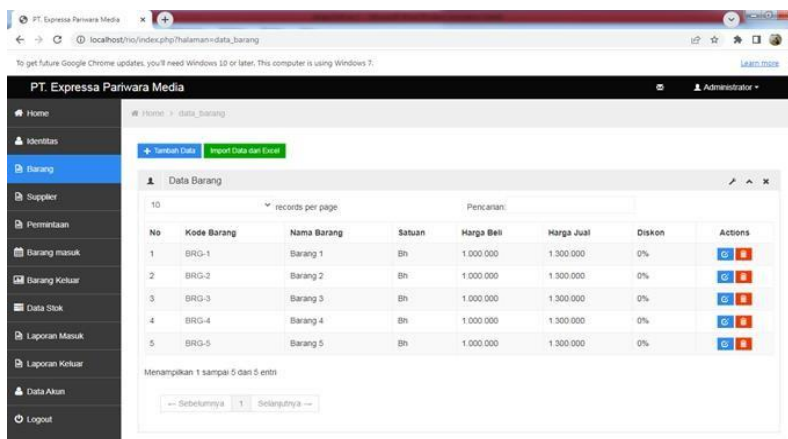 PT. Expressa Pariwara Media
localhost/rio/index.php?halaman=data_barang
To get future Google Chrome updates, you'll need Windows 10 or later. This computer is using Windows 7.
Learn more
PT. Expressa Pariwara Media
Administrator
Home
Home > data_barang
Identitas
Tambah Data Import Data dari Excel
Barang
Data Barang
Supplier
10 records per page Pencarian:
Permintaan
No Kode Barang Nama Barang Satuan Harga Beli Harga Jual Diskon Actions
Barang masuk
1 BRG-1 Barang 1 Bh 1.000.000 1.300.000 0%
Barang Keluar
2 BRG-2 Barang 2 Bh 1.000.000 1.300.000 0%
3 BRG-3 Barang 3 Bh 1.000.000 1.300.000 0%
Data Stok
4 BRG-4 Barang 4 Bh 1.000.000 1.300.000 0%
Laporan Masuk
5 BRG-5 Barang 5 Bh 1.000.000 1.300.000 0%
Laporan Keluar
Menampilkan 1 sampai 5 dari 5 entri
Data Akun
← Sebelumnya 1 Selanjutnya →
Logout